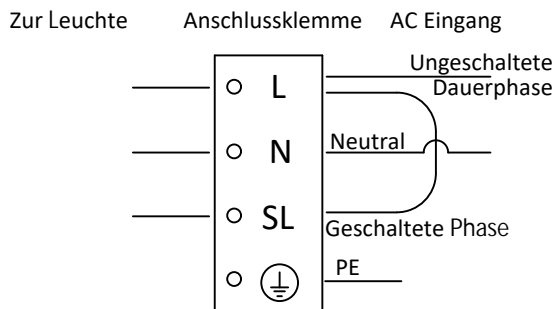 Zur Leuchte Anschlussklemme AC Eingang
Ungeschaltete
L Dauerphase
N Neutral
SL Geschaltete Phase
PE